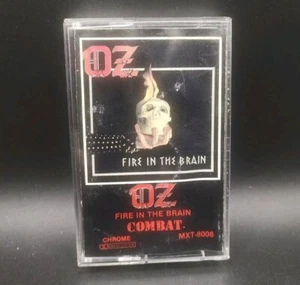 OZ
FIRE IN THE BRAIN
OZ
FIRE IN THE BRAIN
COMBAT
CHROME
MXT-8006